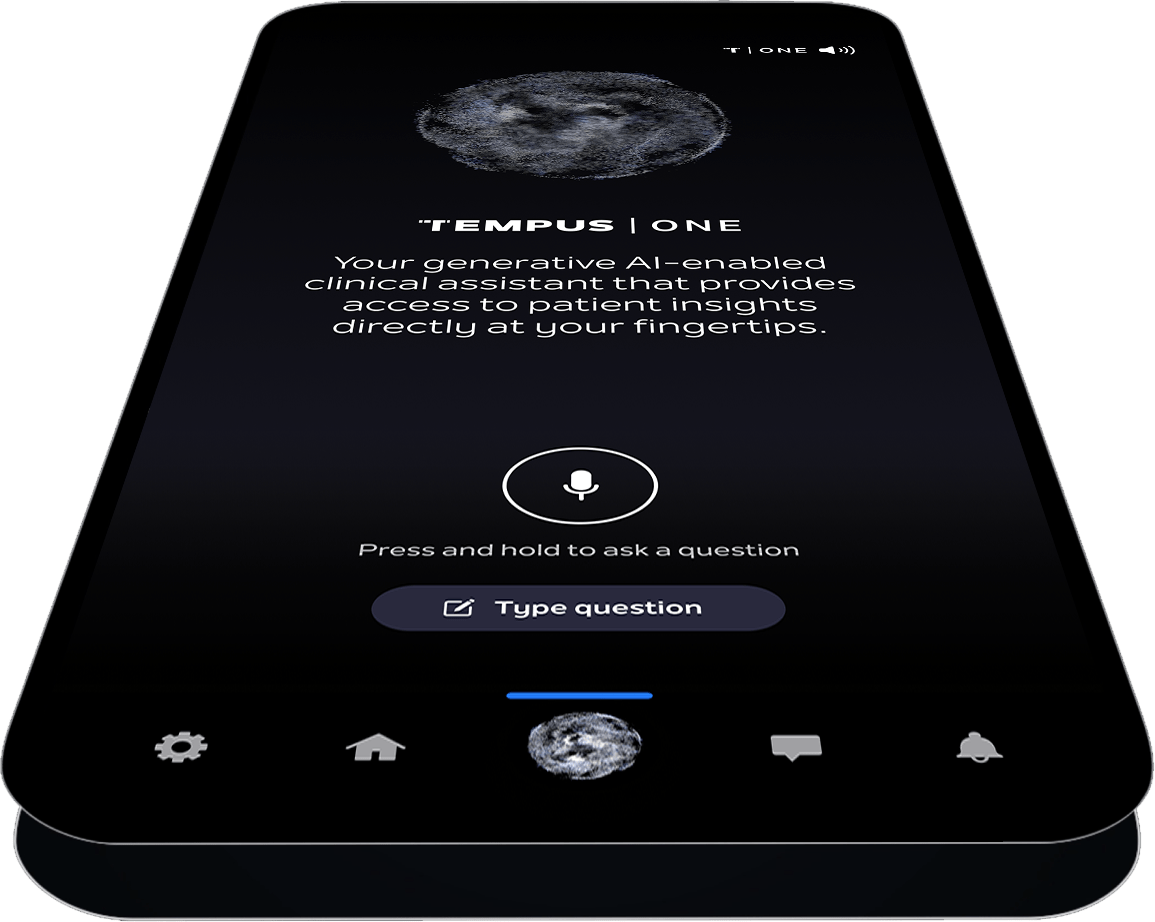 T | ONE
TEMPUS | ONE
Your generative AI-enabled
clinical assistant that provides
access to patient insights
directly at your fingertips.
Press and hold to ask a question
Type question